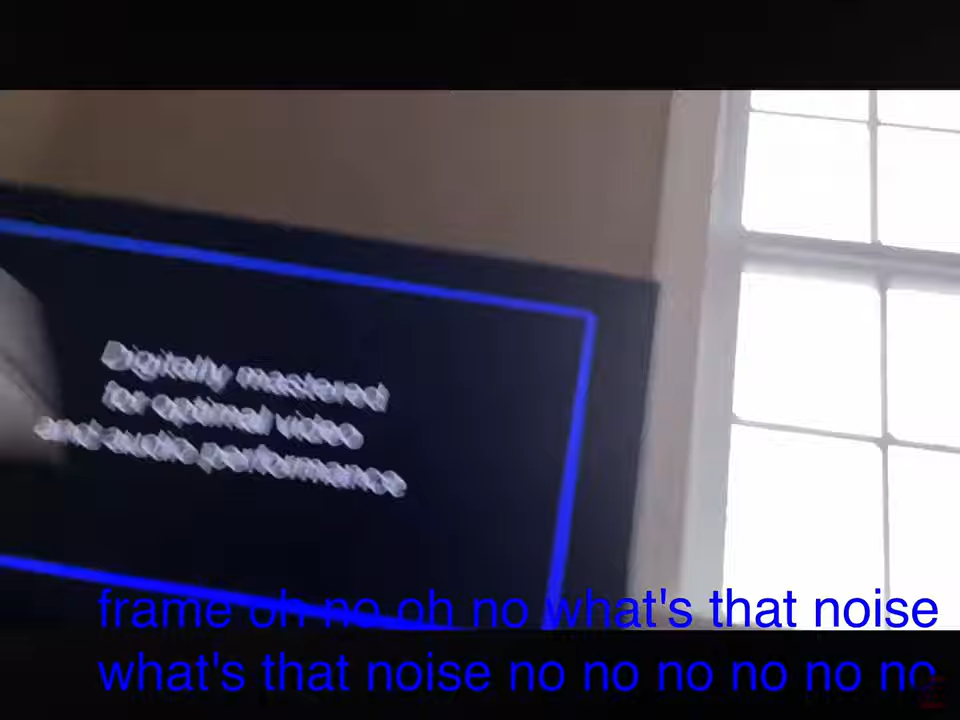 Digitally mastered
for optimal video
and audio performance
frame oh no oh no what's that noise
what's that noise no no no no no no